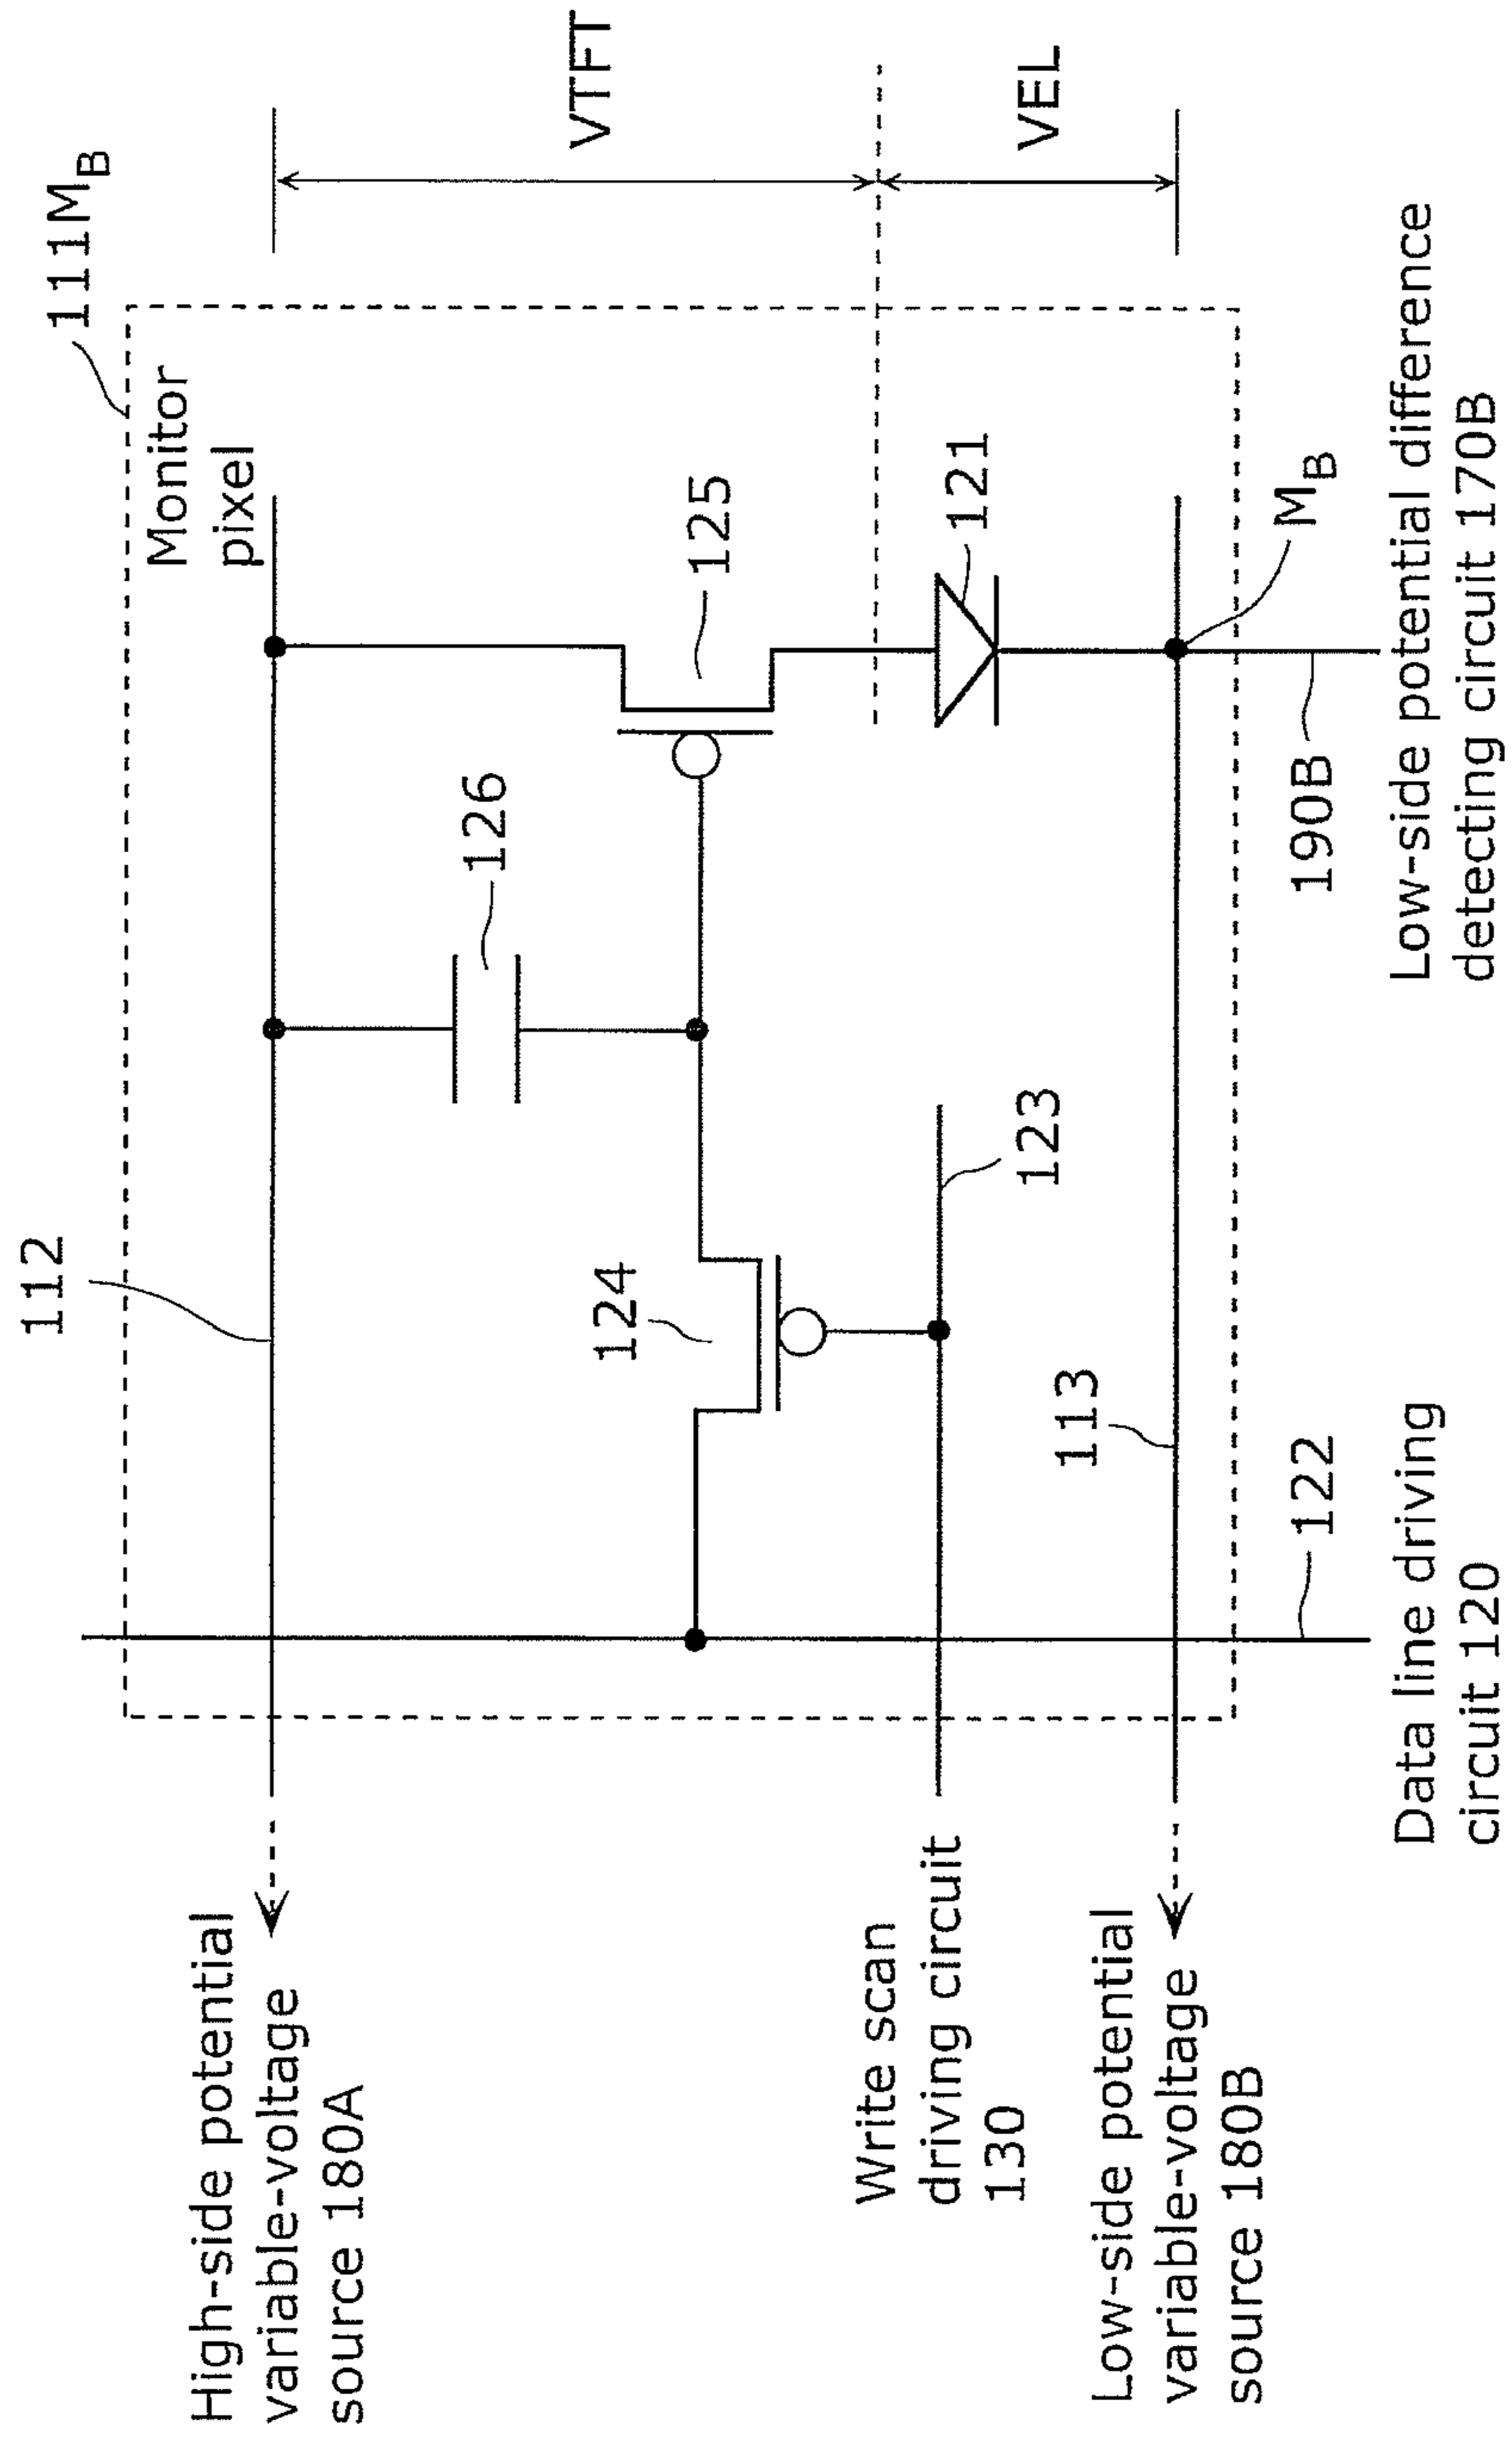 112
111MB
Monitor
pixel
High-side potential
variable-voltage
source 180A
126
125
VTFT
124
121
VEL
123
Write scan
driving circuit
130
113
MB
Low-side potential
variable-voltage
source 180B
122
190B
Data line driving
circuit 120
Low-side potential difference
detecting circuit 170B